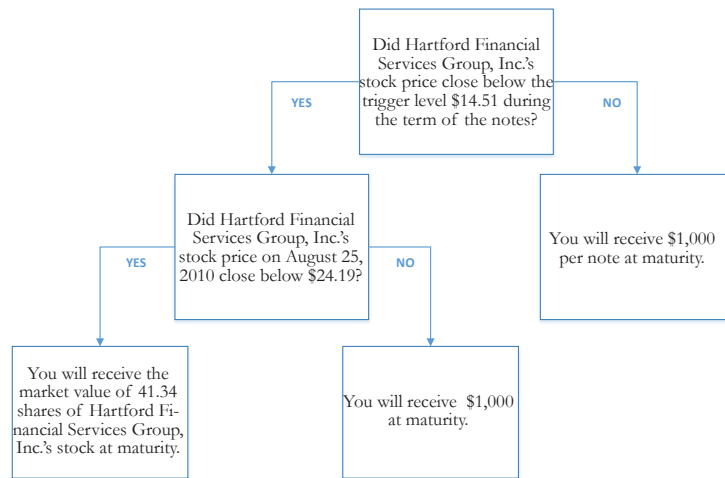 Did Hartford Financial
Services Group, Inc.'s
stock price close below the
trigger level $14.51 during
the term of the notes?
YES
NO
Did Hartford Financial
Services Group, Inc.'s
stock price on August 25,
2010 close below $24.19?
You will receive $1,000
per note at maturity.
YES
NO
You will receive the
market value of 41.34
shares of Hartford Fi-
nancial Services Group,
Inc.'s stock at maturity.
You will receive $1,000
at maturity.